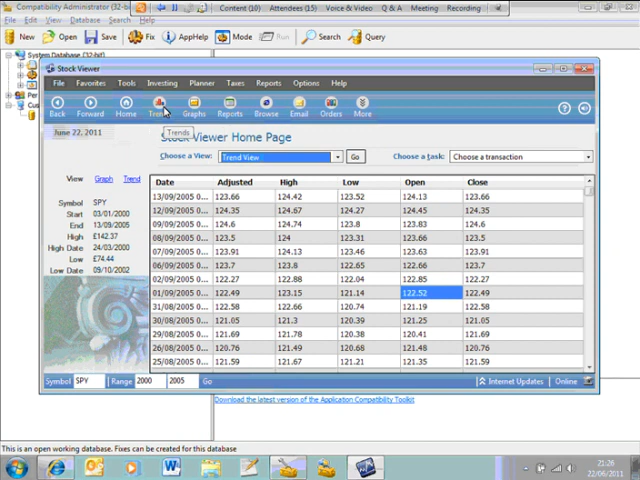 Compatibility Administrator (32-b
Content (10) Attendees (15) Voice & Video Q & A Meeting Recording
File Edit View Database Search
New Open Save Fix AppHelp Mode Run Search Query
System Database (32-bit)
Per
Cus
Stock Viewer
File Favorites Tools Investing Planner Taxes Reports Options Help
Back Forward Home Trends Graphs Reports Browse Email Orders More
June 22, 2011
Trends
Stock Viewer Home Page
Choose a View: Trend View Go Choose a task: Choose a transaction
View Graph Trend
Symbol SPY
Start 03/01/2000
End 13/09/2005
High £142.37
High Date 24/03/2000
Low £74.44
Low Date 09/10/2002
Date Adjusted High Low Open Close
13/09/2005 0... 123.66 124.42 123.52 124.13 123.66
12/09/2005 0... 124.35 124.67 124.27 124.45 124.35
09/09/2005 0... 124.6 124.74 123.8 123.83 124.6
08/09/2005 0... 123.5 124 123.31 123.66 123.5
07/09/2005 0... 123.91 124.13 123.46 123.63 123.91
06/09/2005 0... 123.7 123.8 122.65 122.66 123.7
02/09/2005 0... 122.27 122.88 122.04 122.85 122.27
01/09/2005 0... 122.49 123.15 121.14 122.52 122.49
31/08/2005 0... 122.58 122.66 120.74 121.19 122.58
30/08/2005 0... 121.05 121.3 120.39 121.25 121.05
29/08/2005 0... 121.69 121.78 120.38 120.41 121.69
26/08/2005 0... 120.76 121.49 120.68 121.48 120.76
25/08/2005 0... 121.59 121.67 121.21 121.35 121.59
Symbol SPY Range 2000 2005 Go Internet Updates Online
Download the latest version of the Application Compatibility Toolkit
This is an open working database. Fixes can be created for this database
21:26
22/06/2011